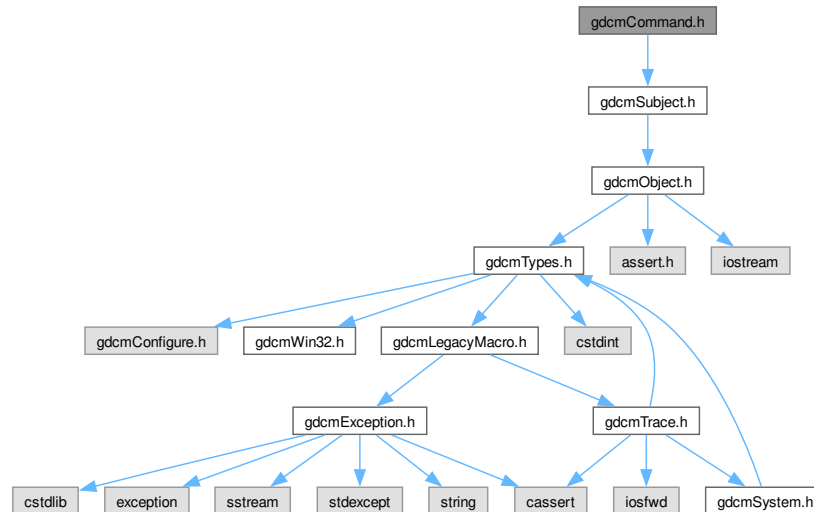 gdcmCommand.h
gdcmSubject.h
gdcmObject.h
gdcmTypes.h
assert.h
iostream
gdcmConfigure.h
gdcmWin32.h
gdcmLegacyMacro.h
cstdint
gdcmException.h
gdcmTrace.h
cstdlib
exception
sstream
stdexcept
string
cassert
iosfwd
gdcmSystem.h